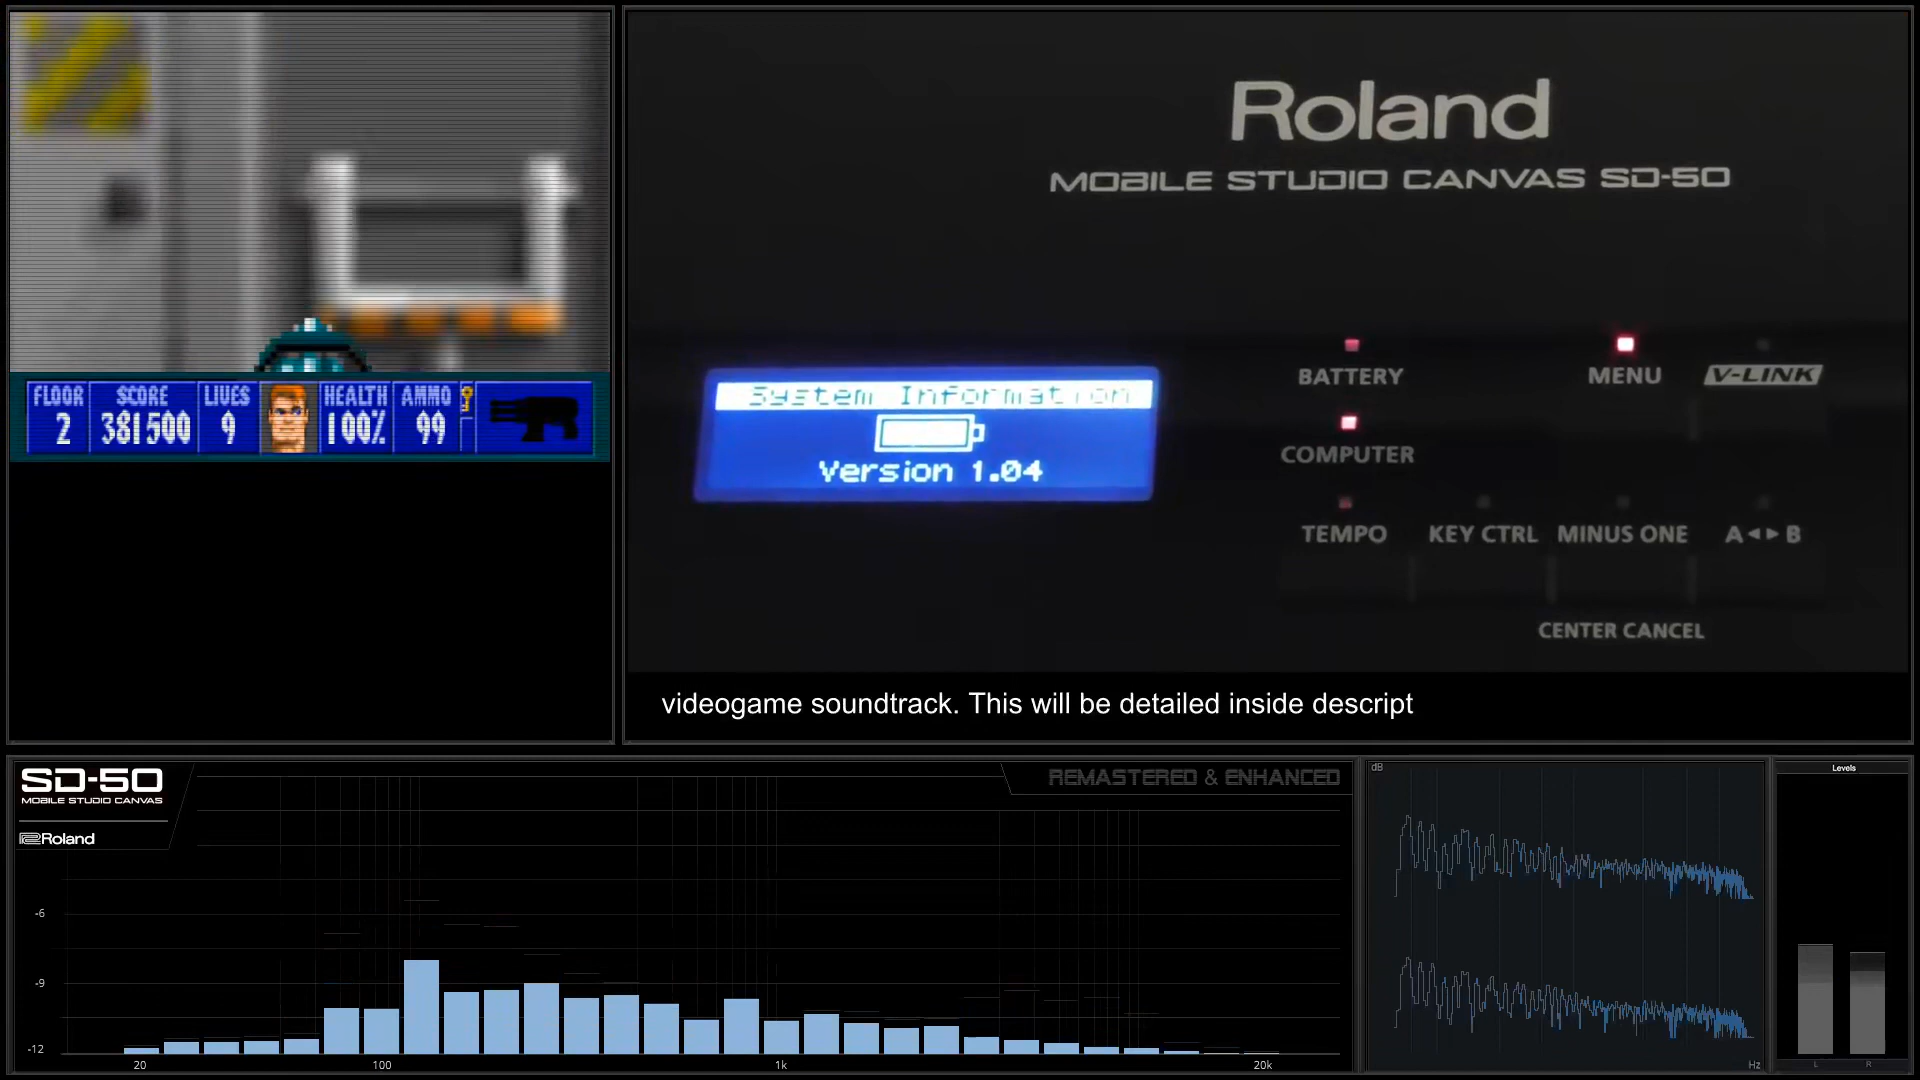 FLOOR SCORE LIVES HEALTH AMMO
2 381500 9 100% 99
Roland
MOBILE STUDIO CANVAS SD-50
BATTERY MENU V-LINK
System Information
Version 1.04
COMPUTER
TEMPO KEY CTRL MINUS ONE A◄►B
CENTER CANCEL
videogame soundtrack. This will be detailed inside descript
SD-50
MOBILE STUDIO CANVAS
Roland
REMASTERED & ENHANCED
-6
-9
-12
20 100 1k 20k
dB
Hz
Levels
L R